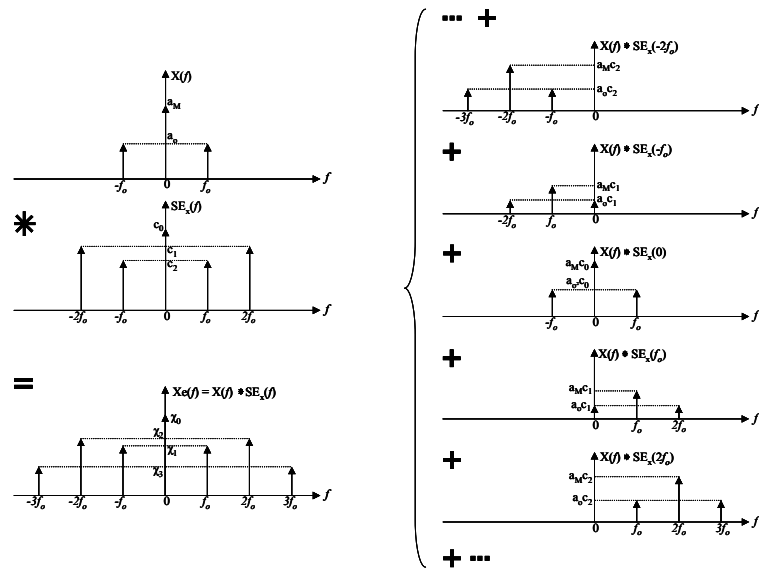 X(f)
a_M
a_o
-f_o 0 f_o f
*
SE_x(f)
c_0
c_1
c_2
-2f_o -f_o 0 f_o 2f_o f
=
Xe(f) = X(f) * SE_x(f)
χ_0
χ_2
χ_1
χ_3
-3f_o -2f_o -f_o 0 f_o 2f_o 3f_o f
... +
X(f) * SE_x(-2f_o)
a_Mc_2
a_oc_2
-3f_o -2f_o -f_o 0 f
+
X(f) * SE_x(-f_o)
a_Mc_1
a_oc_1
-2f_o f_o 0 f
+
X(f) * SE_x(0)
a_Mc_0
a_o-c_0
-f_o 0 f_o f
+
X(f) * SE_x(f_o)
a_Mc_1
a_oc_1
0 f_o 2f_o f
+
X(f) * SE_x(2f_o)
a_Mc_2
a_oc_2
0 f_o 2f_o 3f_o f
+ ...